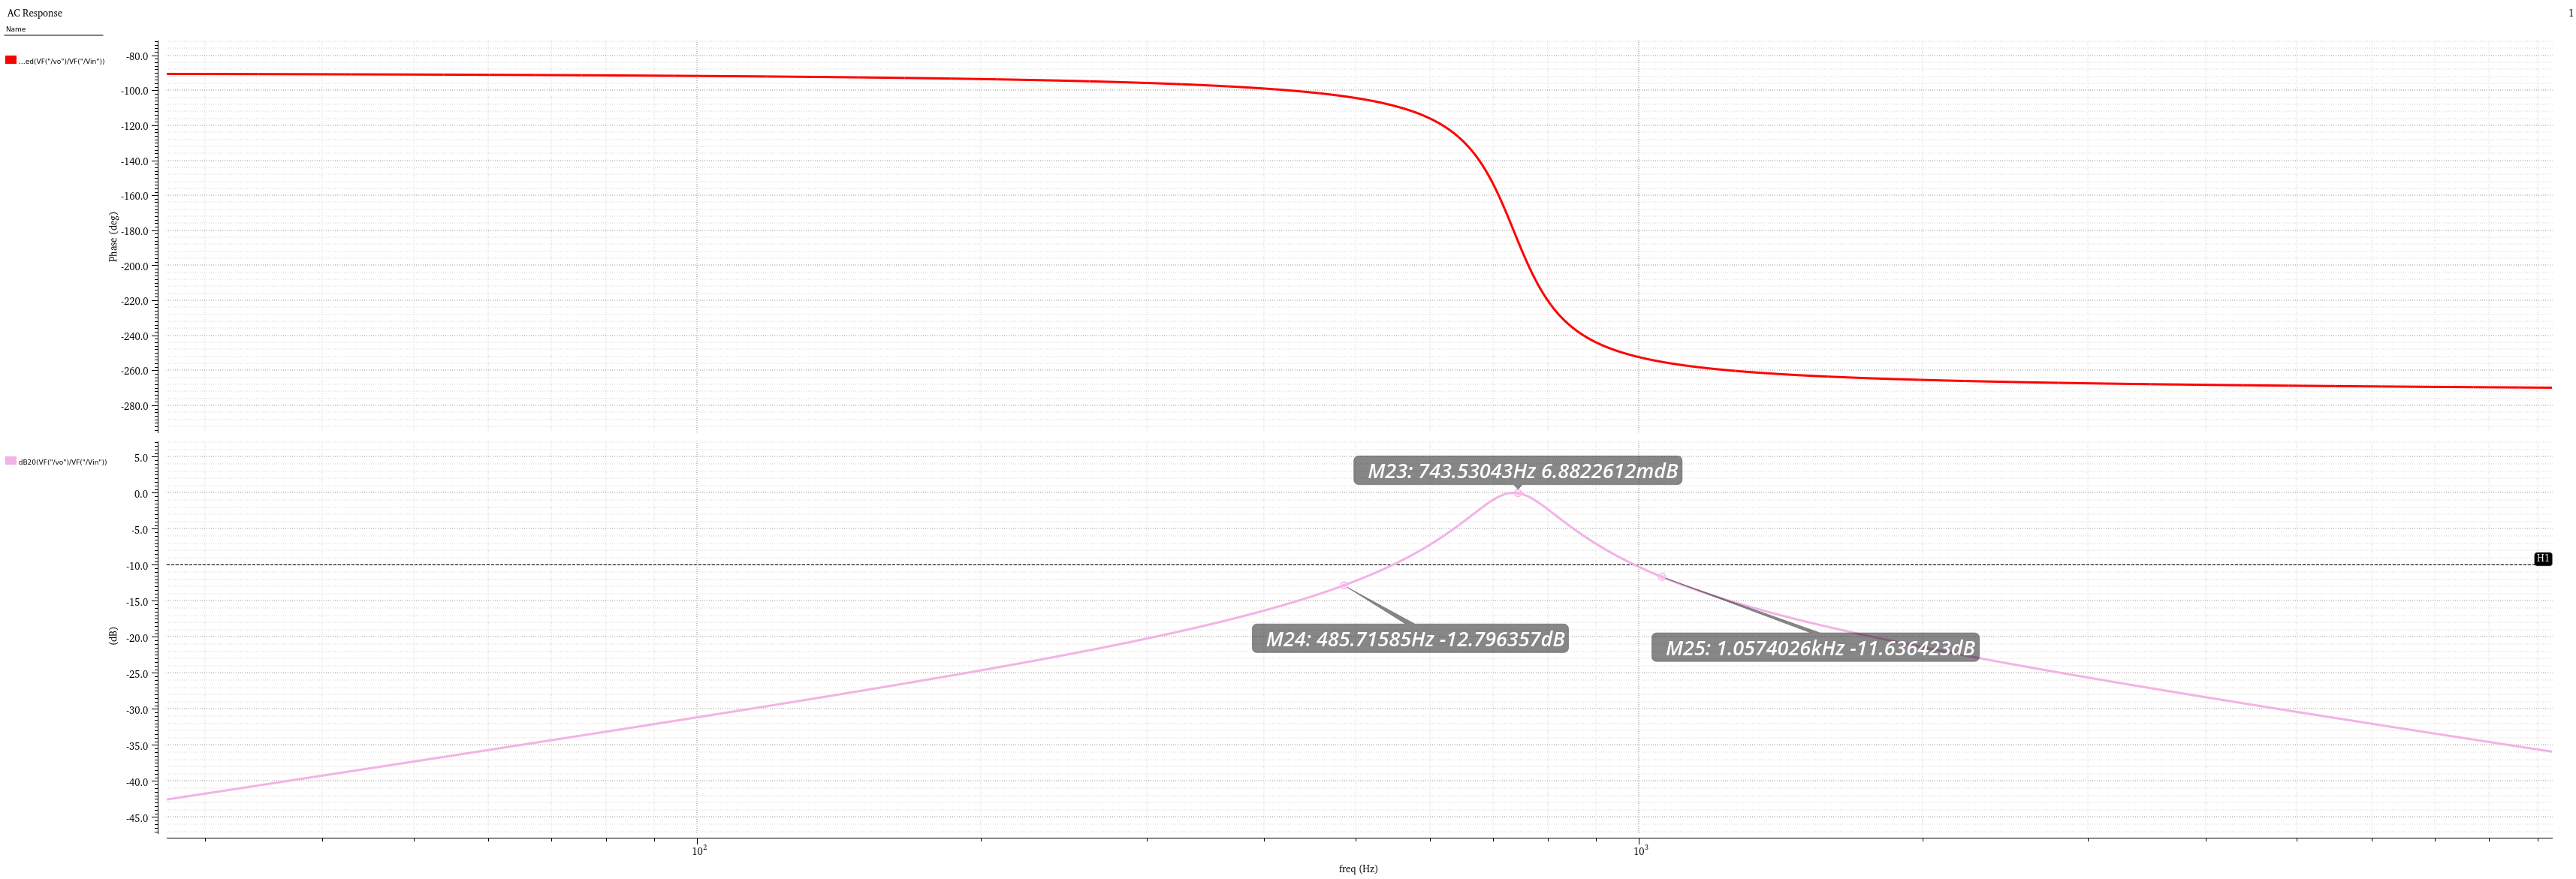 AC Response
1
Name
...ed(VF("/vo")/VF("/Vin"))
-80.0
-100.0
-120.0
-140.0
-160.0
-180.0
-200.0
-220.0
-240.0
-260.0
-280.0
Phase (deg)
dB20(VF("/vo")/VF("/Vin"))
5.0
0.0
-5.0
-10.0
-15.0
-20.0
-25.0
-30.0
-35.0
-40.0
-45.0
(dB)
M23: 743.53043Hz 6.8822612mdB
H1
M24: 485.71585Hz -12.796357dB
M25: 1.0574026kHz -11.636423dB
10²
10³
freq (Hz)